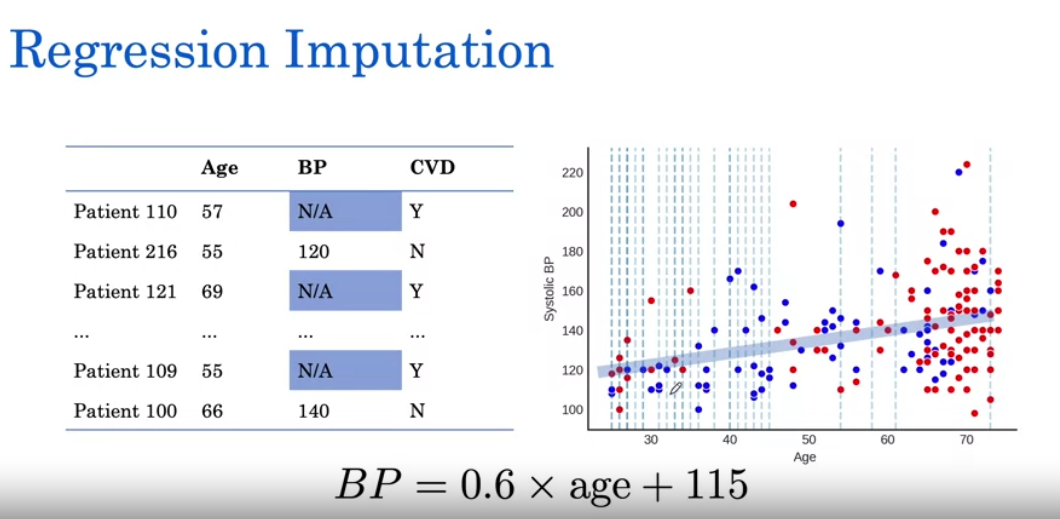 Regression Imputation
Age BP CVD
Patient 110 57 N/A Y
Patient 216 55 120 N
Patient 121 69 N/A Y
... ... ... ...
Patient 109 55 N/A Y
Patient 100 66 140 N
Systolic BP
220
200
180
160
140
120
100
30 40 50 60 70
Age
BP = 0.6 × age + 115